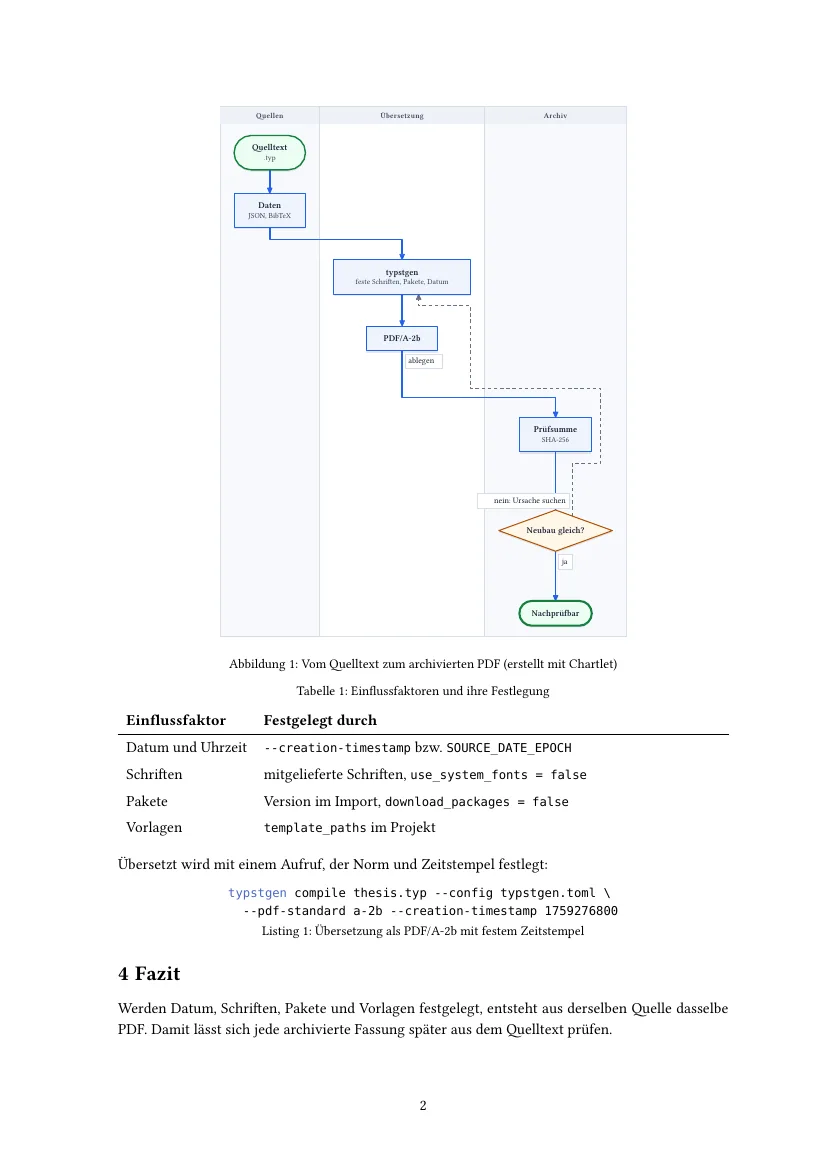 Quellen
Übersetzung
Archiv
Quelltext
.typ
Daten
JSON, BibTeX
typstgen
feste Schriften, Pakete, Datum
PDF/A-2b
ablegen
Prüfsumme
SHA-256
nein: Ursache suchen
Neubau gleich?
ja
Nachprüfbar
Abbildung 1: Vom Quelltext zum archivierten PDF (erstellt mit Chartlet)
Tabelle 1: Einflussfaktoren und ihre Festlegung
Einflussfaktor Festgelegt durch
Datum und Uhrzeit --creation-timestamp bzw. SOURCE_DATE_EPOCH
Schriften mitgelieferte Schriften, use_system_fonts = false
Pakete Version im Import, download_packages = false
Vorlagen template_paths im Projekt
Übersetzt wird mit einem Aufruf, der Norm und Zeitstempel festlegt:
typstgen compile thesis.typ --config typstgen.toml \
--pdf-standard a-2b --creation-timestamp 1759276800
Listing 1: Übersetzung als PDF/A-2b mit festem Zeitstempel
4 Fazit
Werden Datum, Schriften, Pakete und Vorlagen festgelegt, entsteht aus derselben Quelle dasselbe
PDF. Damit lässt sich jede archivierte Fassung später aus dem Quelltext prüfen.
2